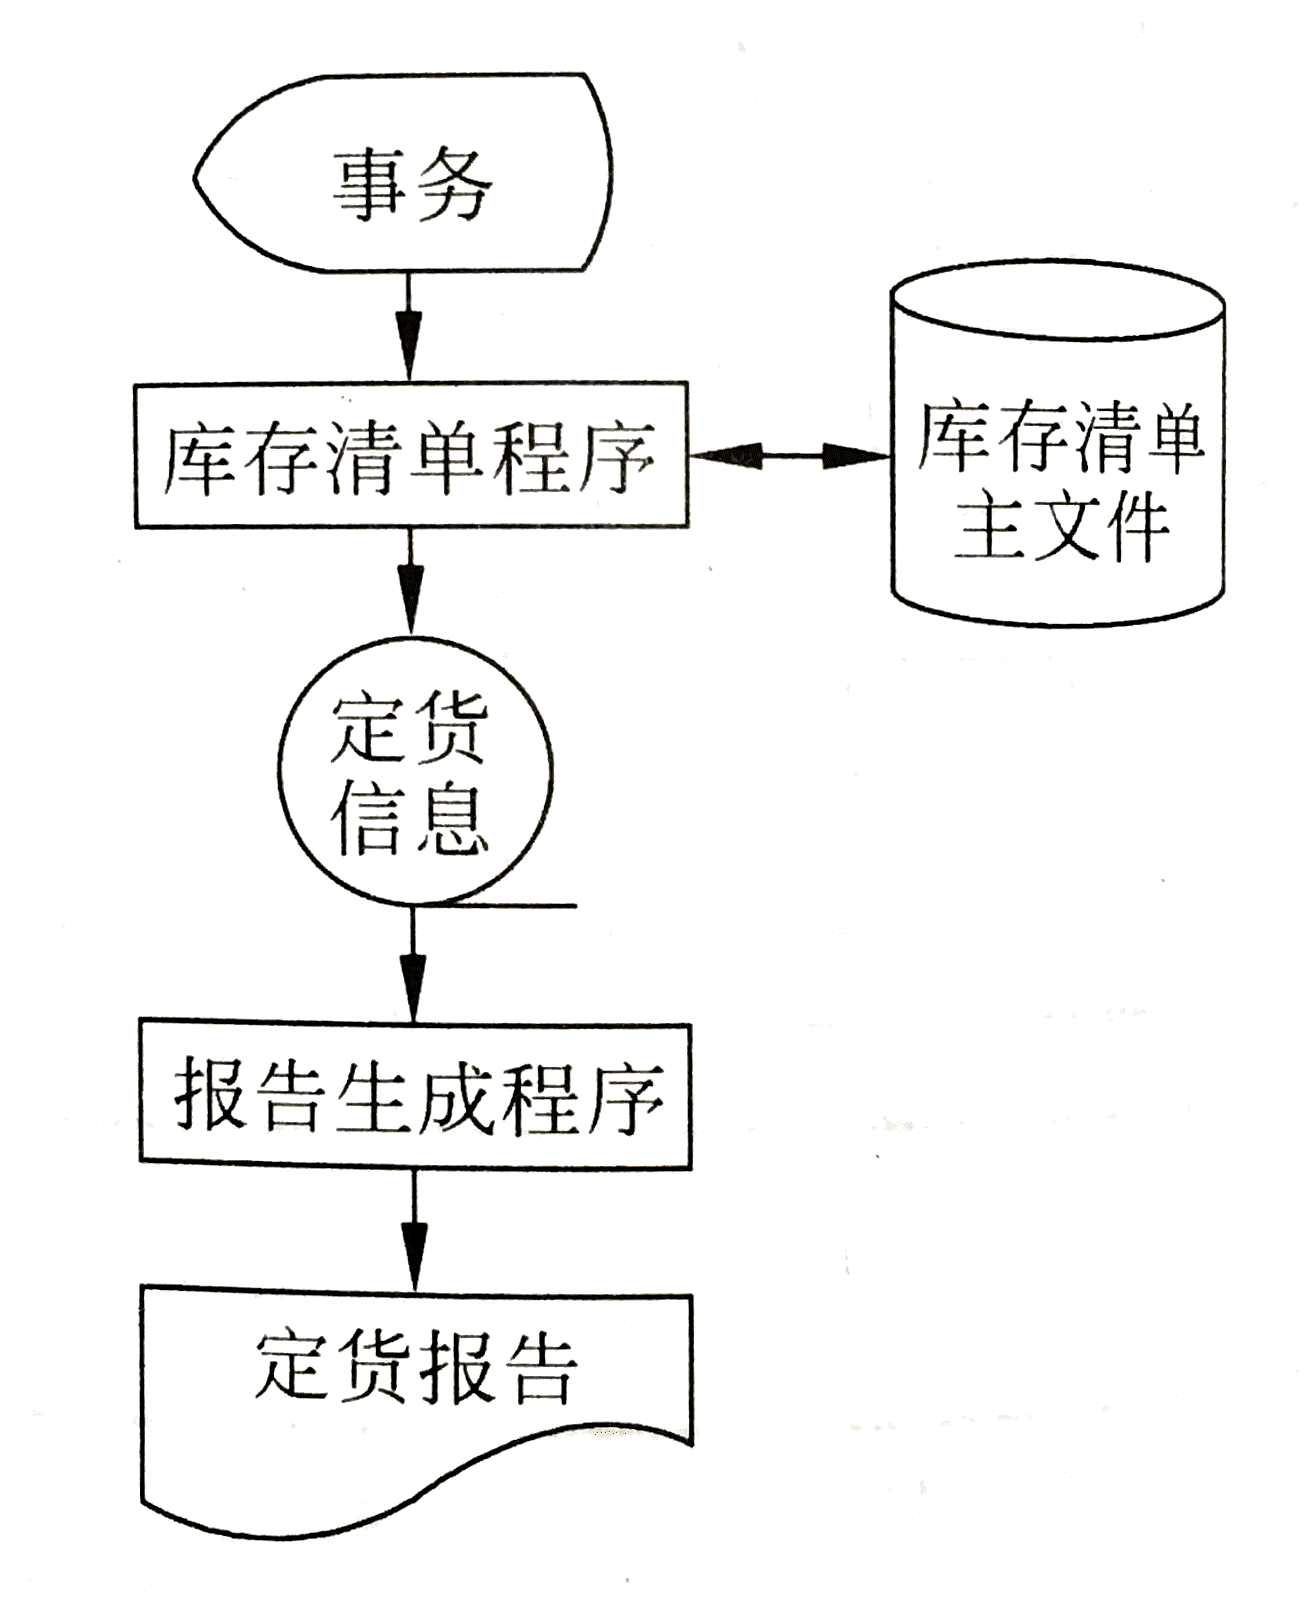 事务
库存清单程序
库存清单
主文件
定货
信息
报告生成程序
定货报告